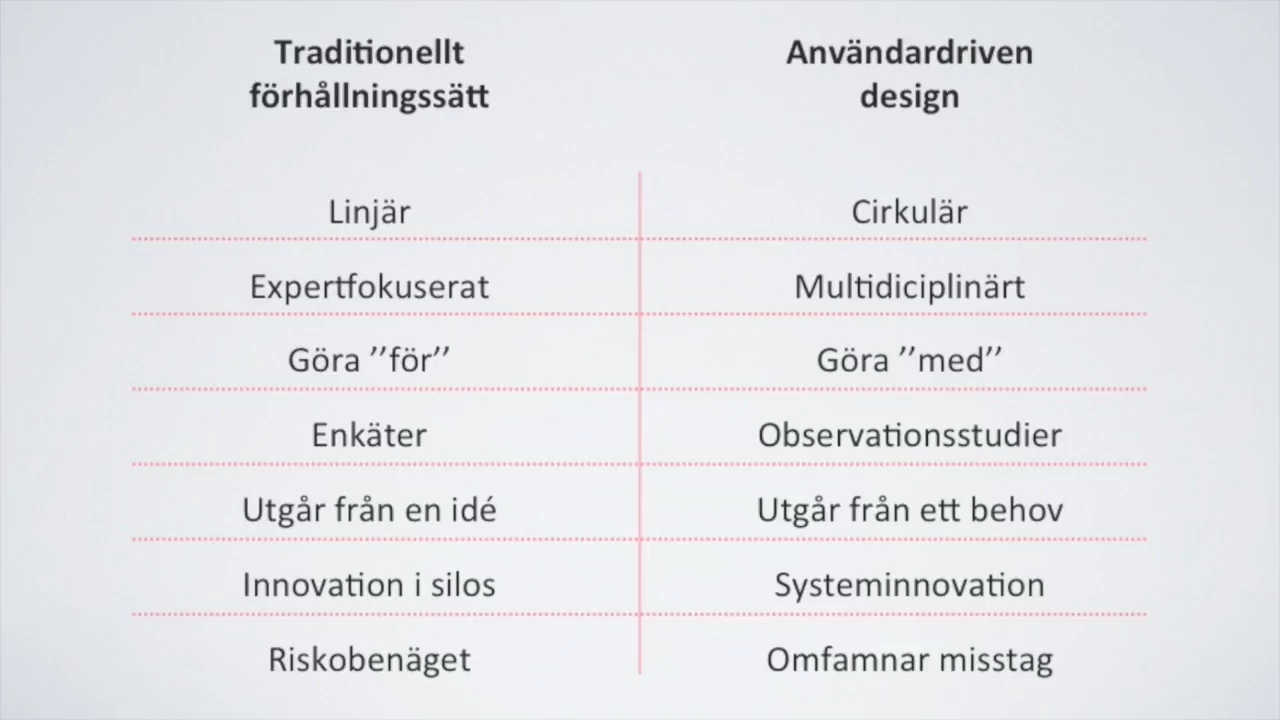 Traditionellt
förhållningssätt
Användardriven
design
Linjär
Cirkulär
Expertfokuserat
Multidiciplinärt
Göra ’’för’’
Göra ’’med’’
Enkäter
Observationsstudier
Utgår från en idé
Utgår från ett behov
Innovation i silos
Systeminnovation
Riskobenäget
Omfamnar misstag